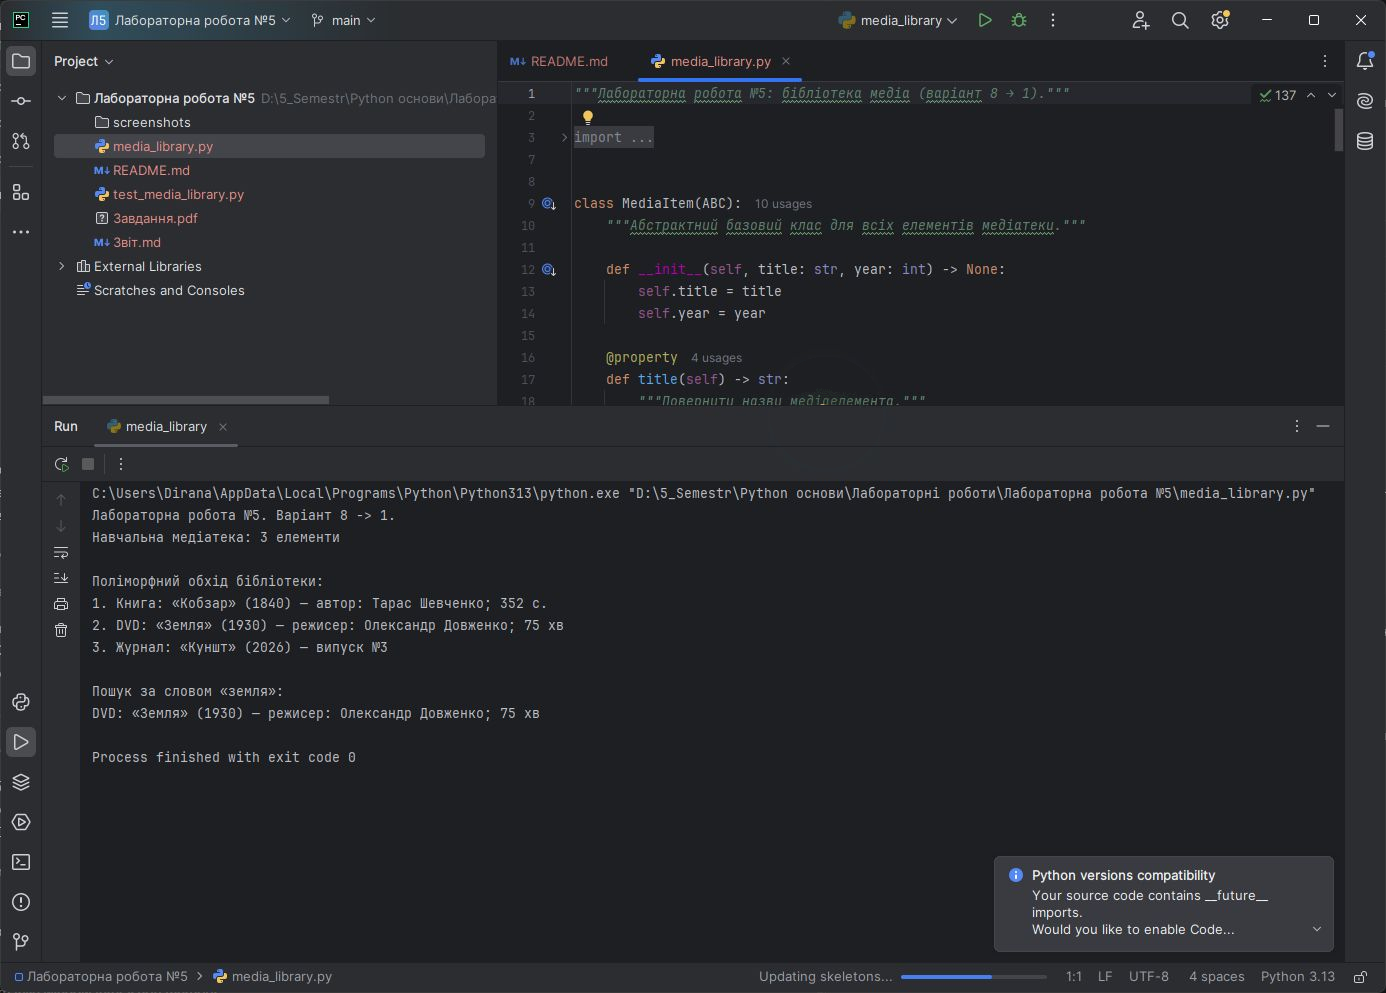 PC
Л5 Лабораторна робота №5
main
media_library
Project
Лабораторна робота №5 D:\5_Semestr\Python основи\Лабора
screenshots
media_library.py
README.md
test_media_library.py
Завдання.pdf
Звіт.md
External Libraries
Scratches and Consoles
README.md
media_library.py
137
1 """Лабораторна робота №5: бібліотека медіа (варіант 8 → 1)."""
2
3 import ...
7
8
9 class MediaItem(ABC): 10 usages
10 """Абстрактний базовий клас для всіх елементів медіатеки."""
11
12 def __init__(self, title: str, year: int) -> None:
13 self.title = title
14 self.year = year
15
16 @property 4 usages
17 def title(self) -> str:
18 """Повернути назву медіаелемента."""
Run
media_library
C:\Users\Dirana\AppData\Local\Programs\Python\Python313\python.exe "D:\5_Semestr\Python основи\Лабораторні роботи\Лабораторна робота №5\media_library.py"
Лабораторна робота №5. Варіант 8 -> 1.
Навчальна медіатека: 3 елементи
Поліморфний обхід бібліотеки:
1. Книга: «Кобзар» (1840) — автор: Тарас Шевченко; 352 с.
2. DVD: «Земля» (1930) — режисер: Олександр Довженко; 75 хв
3. Журнал: «Куншт» (2026) — випуск №3
Пошук за словом «земля»:
DVD: «Земля» (1930) — режисер: Олександр Довженко; 75 хв
Process finished with exit code 0
Python versions compatibility
Your source code contains __future__
imports.
Would you like to enable Code...
Лабораторна робота №5 > media_library.py
Updating skeletons...
1:1
LF
UTF-8
4 spaces
Python 3.13